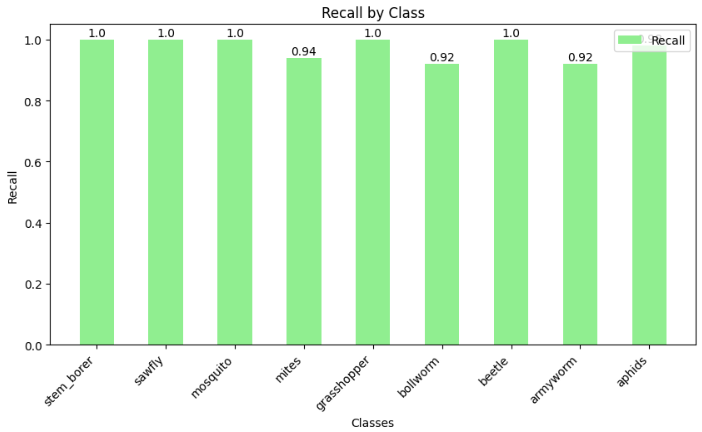 Recall by Class
1.0
1.0
1.0
0.94
1.0
0.92
1.0
0.92
Recall
1.0
0.8
0.6
0.4
0.2
0.0
Recall
stem_borer
sawfly
mosquito
mites
grasshopper
bollworm
beetle
armyworm
aphids
Classes